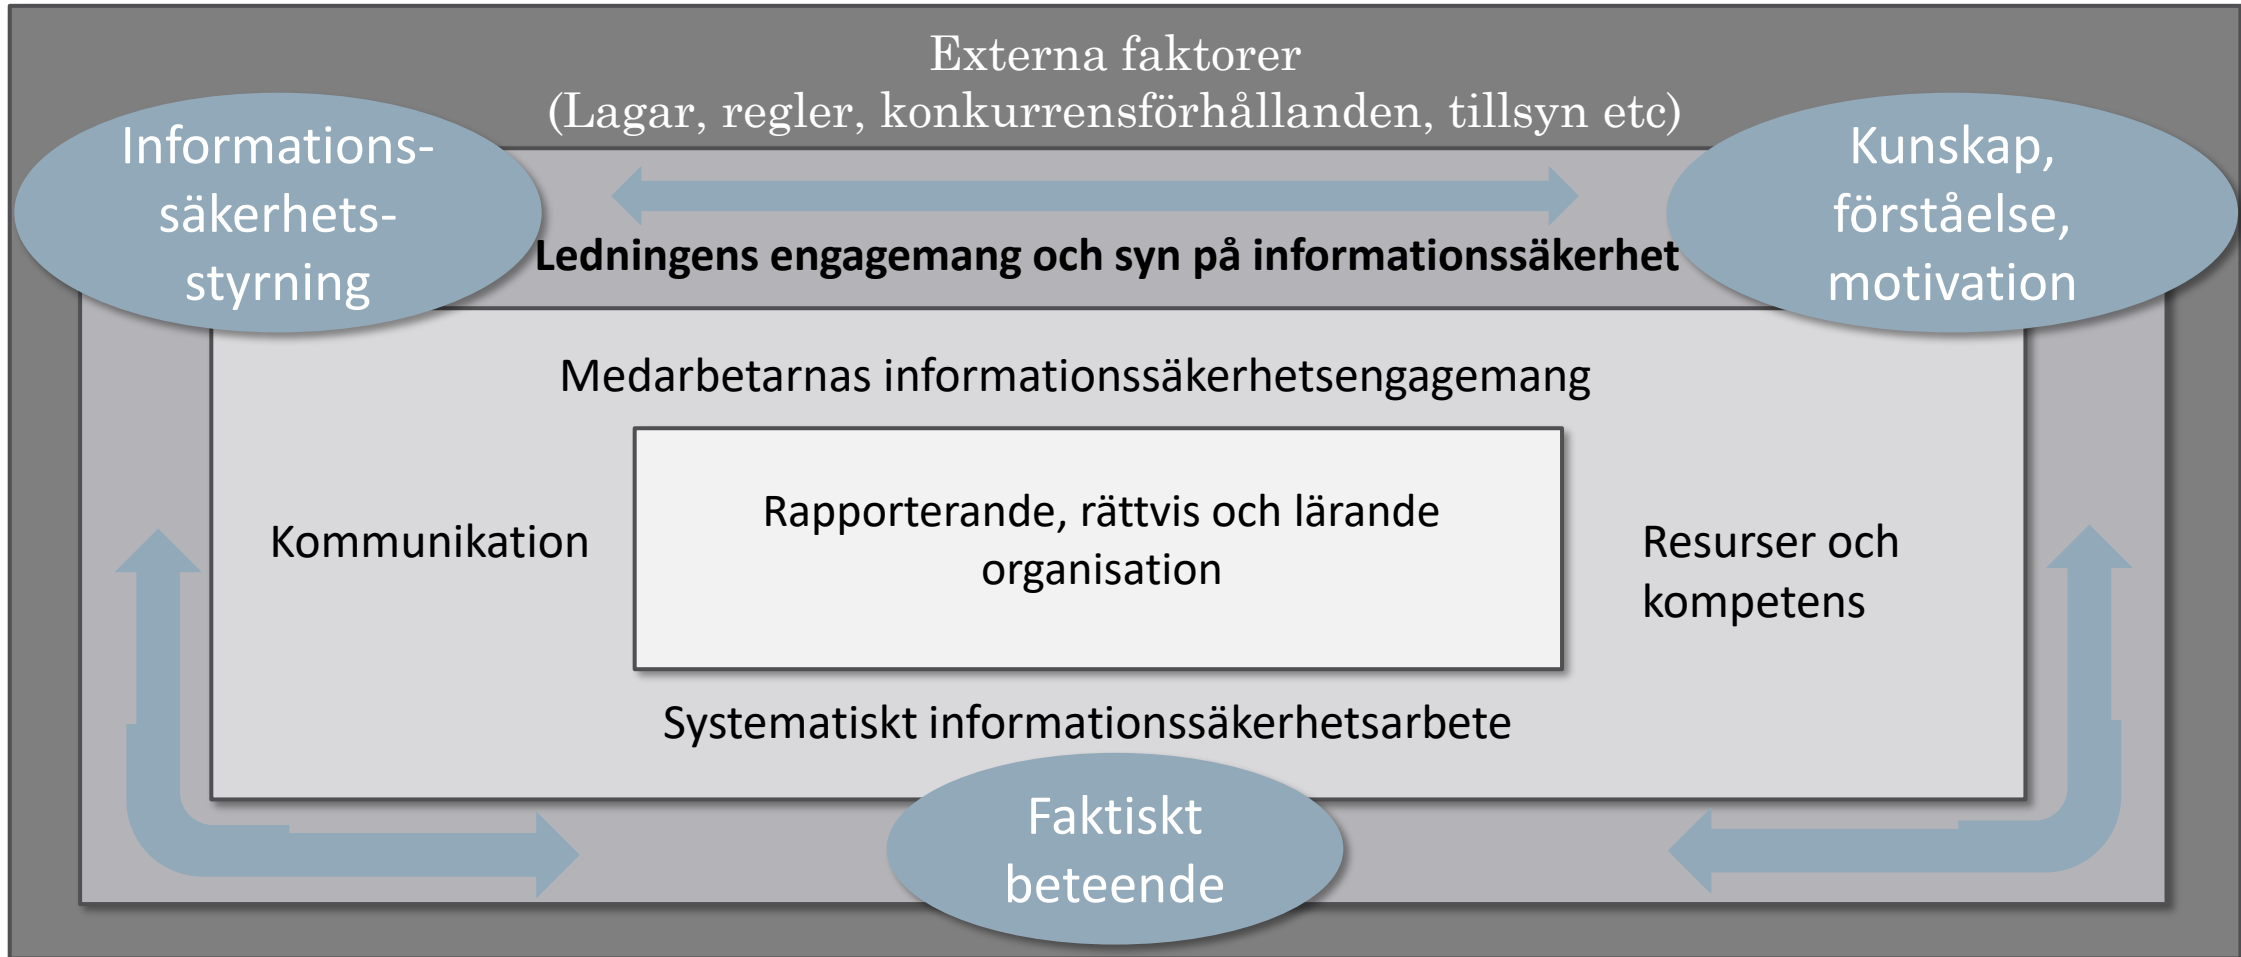 Externa faktorer
(Lagar, regler, konkurrensförhållanden, tillsyn etc)
Informations-
säkerhets-
styrning
Kunskap,
förståelse,
motivation
Ledningens engagemang och syn på informationssäkerhet
Medarbetarnas informationssäkerhetsengagemang
Kommunikation
Rapporterande, rättvis och lärande
organisation
Resurser och
kompetens
Systematiskt informationssäkerhetsarbete
Faktiskt
beteende